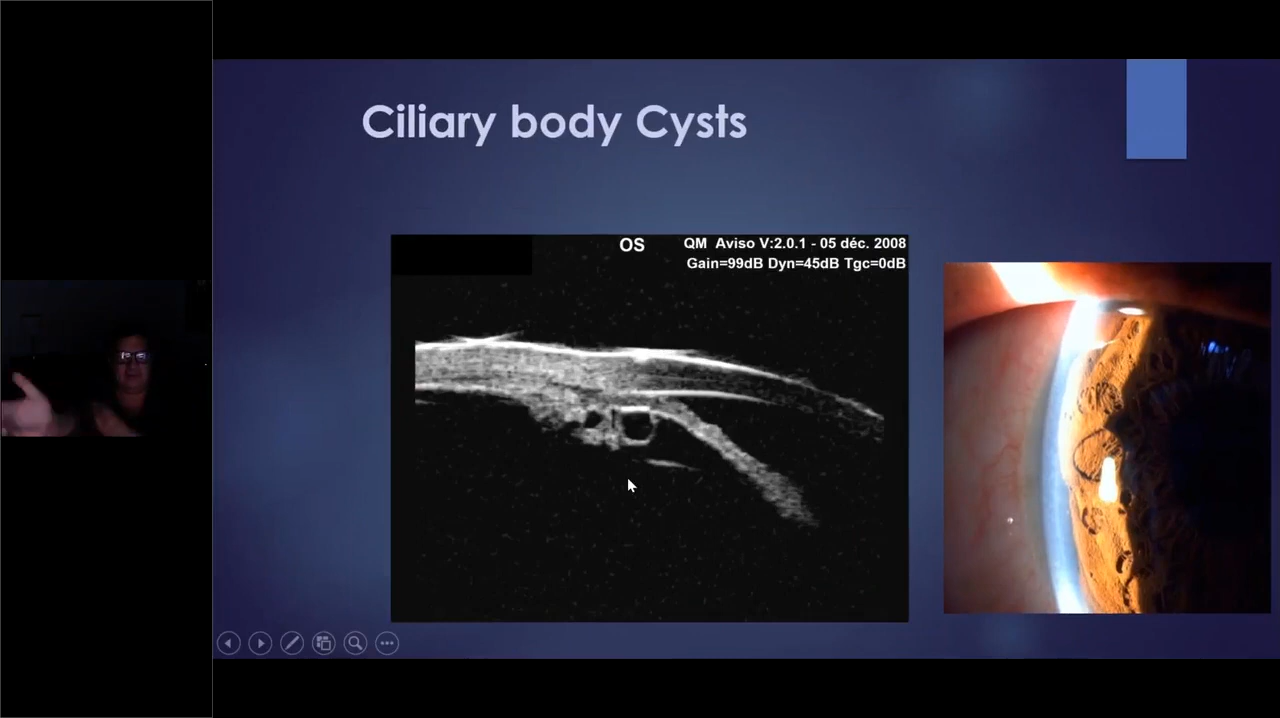 Ciliary body Cysts
OS
QM Aviso V:2.0.1 - 05 déc. 2008
Gain=99dB Dyn=45dB Tgc=0dB